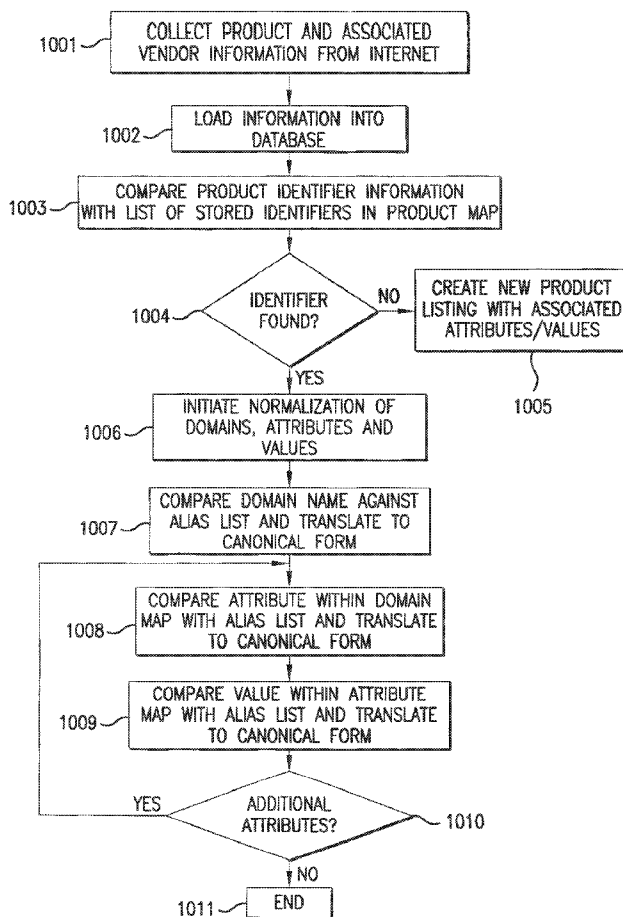 1001
COLLECT PRODUCT AND ASSOCIATED
VENDOR INFORMATION FROM INTERNET
1002
LOAD INFORMATION INTO
DATABASE
1003
COMPARE PRODUCT IDENTIFIER INFORMATION
WITH LIST OF STORED IDENTIFIERS IN PRODUCT MAP
1004
IDENTIFIER
FOUND?
NO
CREATE NEW PRODUCT
LISTING WITH ASSOCIATED
ATTRIBUTES/VALUES
1005
YES
1006
INITIATE NORMALIZATION OF
DOMAINS, ATTRIBUTES AND
VALUES
1007
COMPARE DOMAIN NAME AGAINST
ALIAS LIST AND TRANSLATE TO
CANONICAL FORM
1008
COMPARE ATTRIBUTE WITHIN DOMAIN
MAP WITH ALIAS LIST AND TRANSLATE
TO CANONICAL FORM
1009
COMPARE VALUE WITHIN ATTRIBUTE
MAP WITH ALIAS LIST AND TRANSLATE
TO CANONICAL FORM
YES
ADDITIONAL
ATTRIBUTES?
1010
NO
1011
END